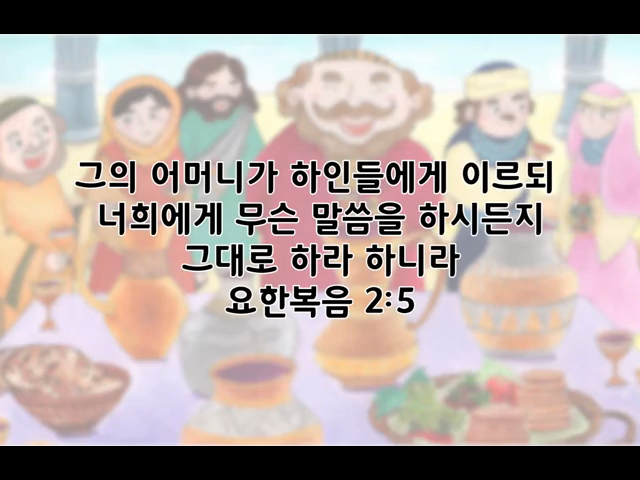 그의 어머니가 하인들에게 이르되
너희에게 무슨 말씀을 하시든지
그대로 하라 하니라
요한복음 2:5